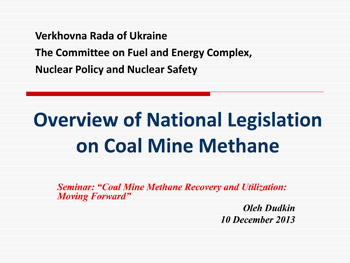 Verkhovna Rada of Ukraine
The Committee on Fuel and Energy Complex,
Nuclear Policy and Nuclear Safety
Overview of National Legislation
on Coal Mine Methane
Seminar: “Coal Mine Methane Recovery and Utilization:
Moving Forward”
Oleh Dudkin
10 December 2013